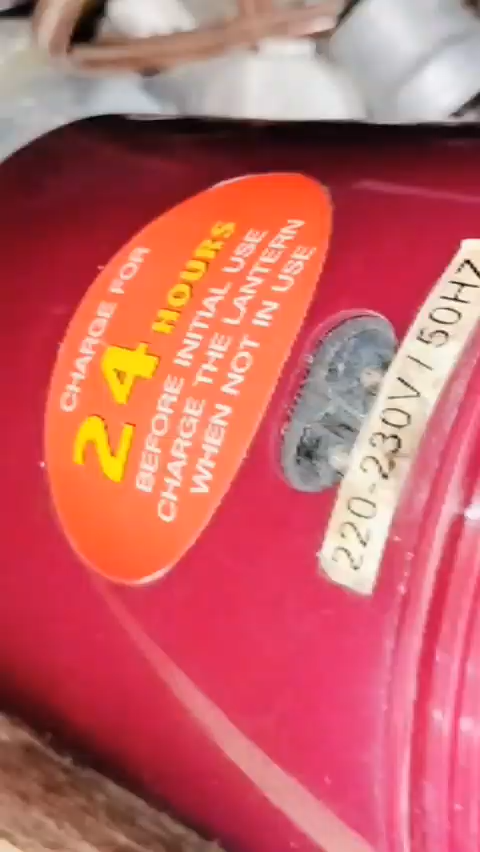 CHARGE FOR
24 HOURS
BEFORE INITIAL USE
CHARGE THE LANTERN
WHEN NOT IN USE
220-230V / 50HZ